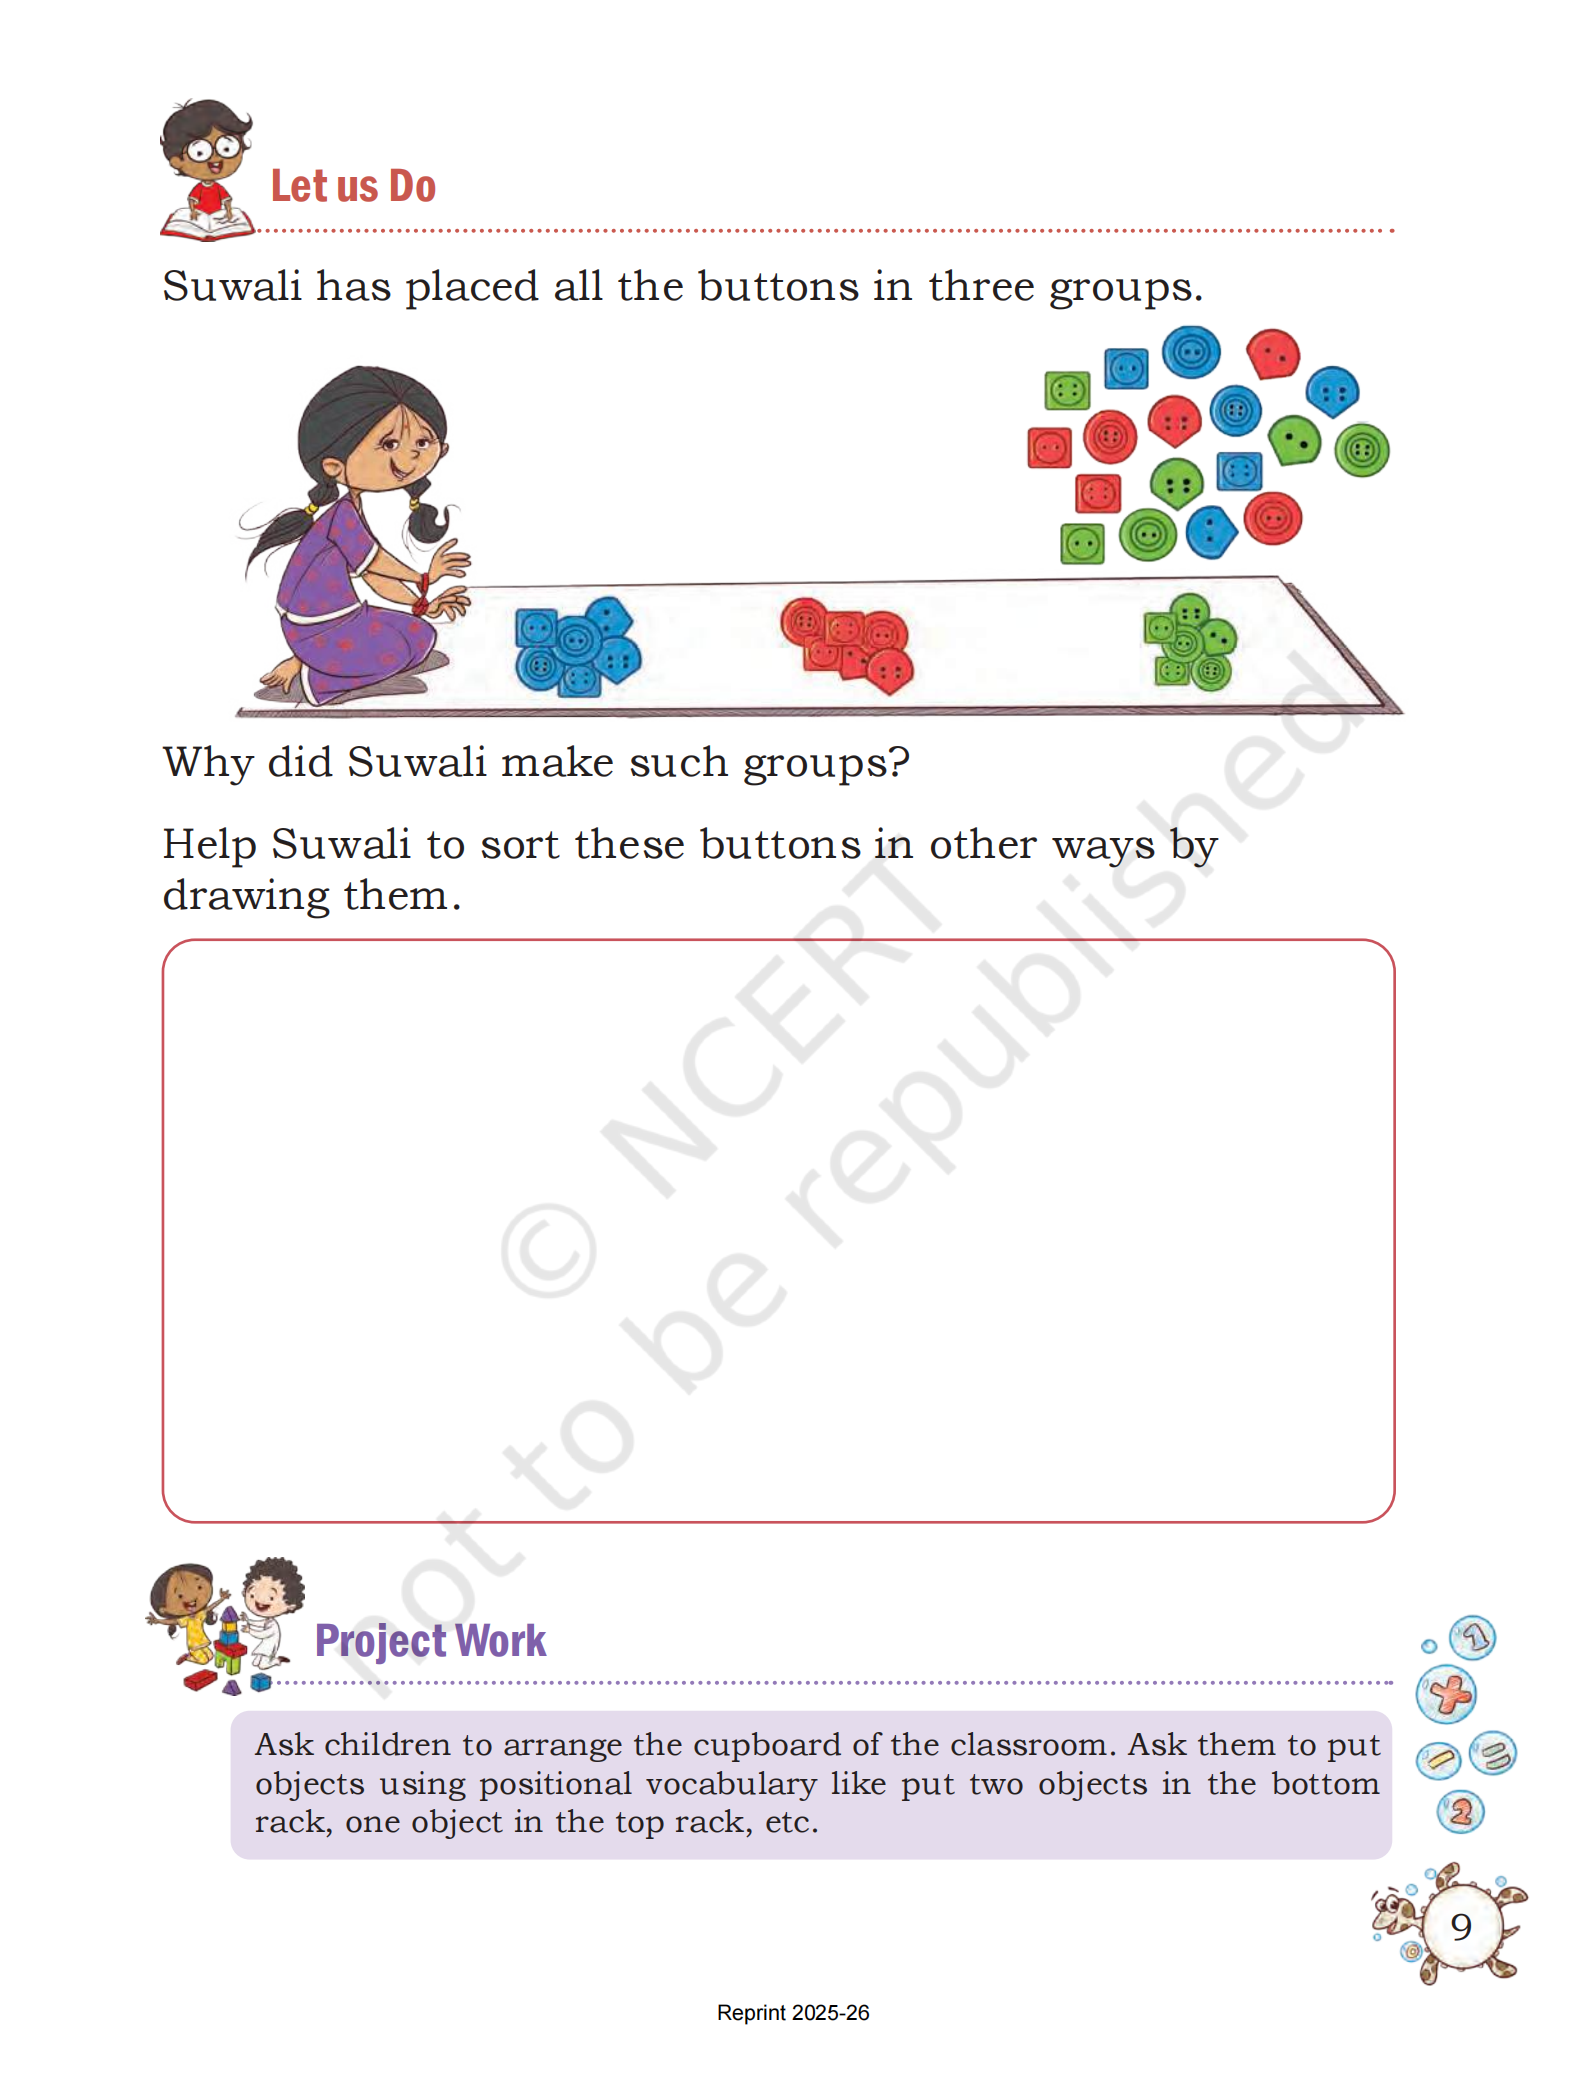 Let us Do
Suwali has placed all the buttons in three groups.
Why did Suwali make such groups?
Help Suwali to sort these buttons in other ways by
drawing them.
© NCERT
not to be republished
Project Work
Ask children to arrange the cupboard of the classroom. Ask them to put
objects using positional vocabulary like put two objects in the bottom
rack, one object in the top rack, etc.
1
+
−
=
2
9
Reprint 2025-26